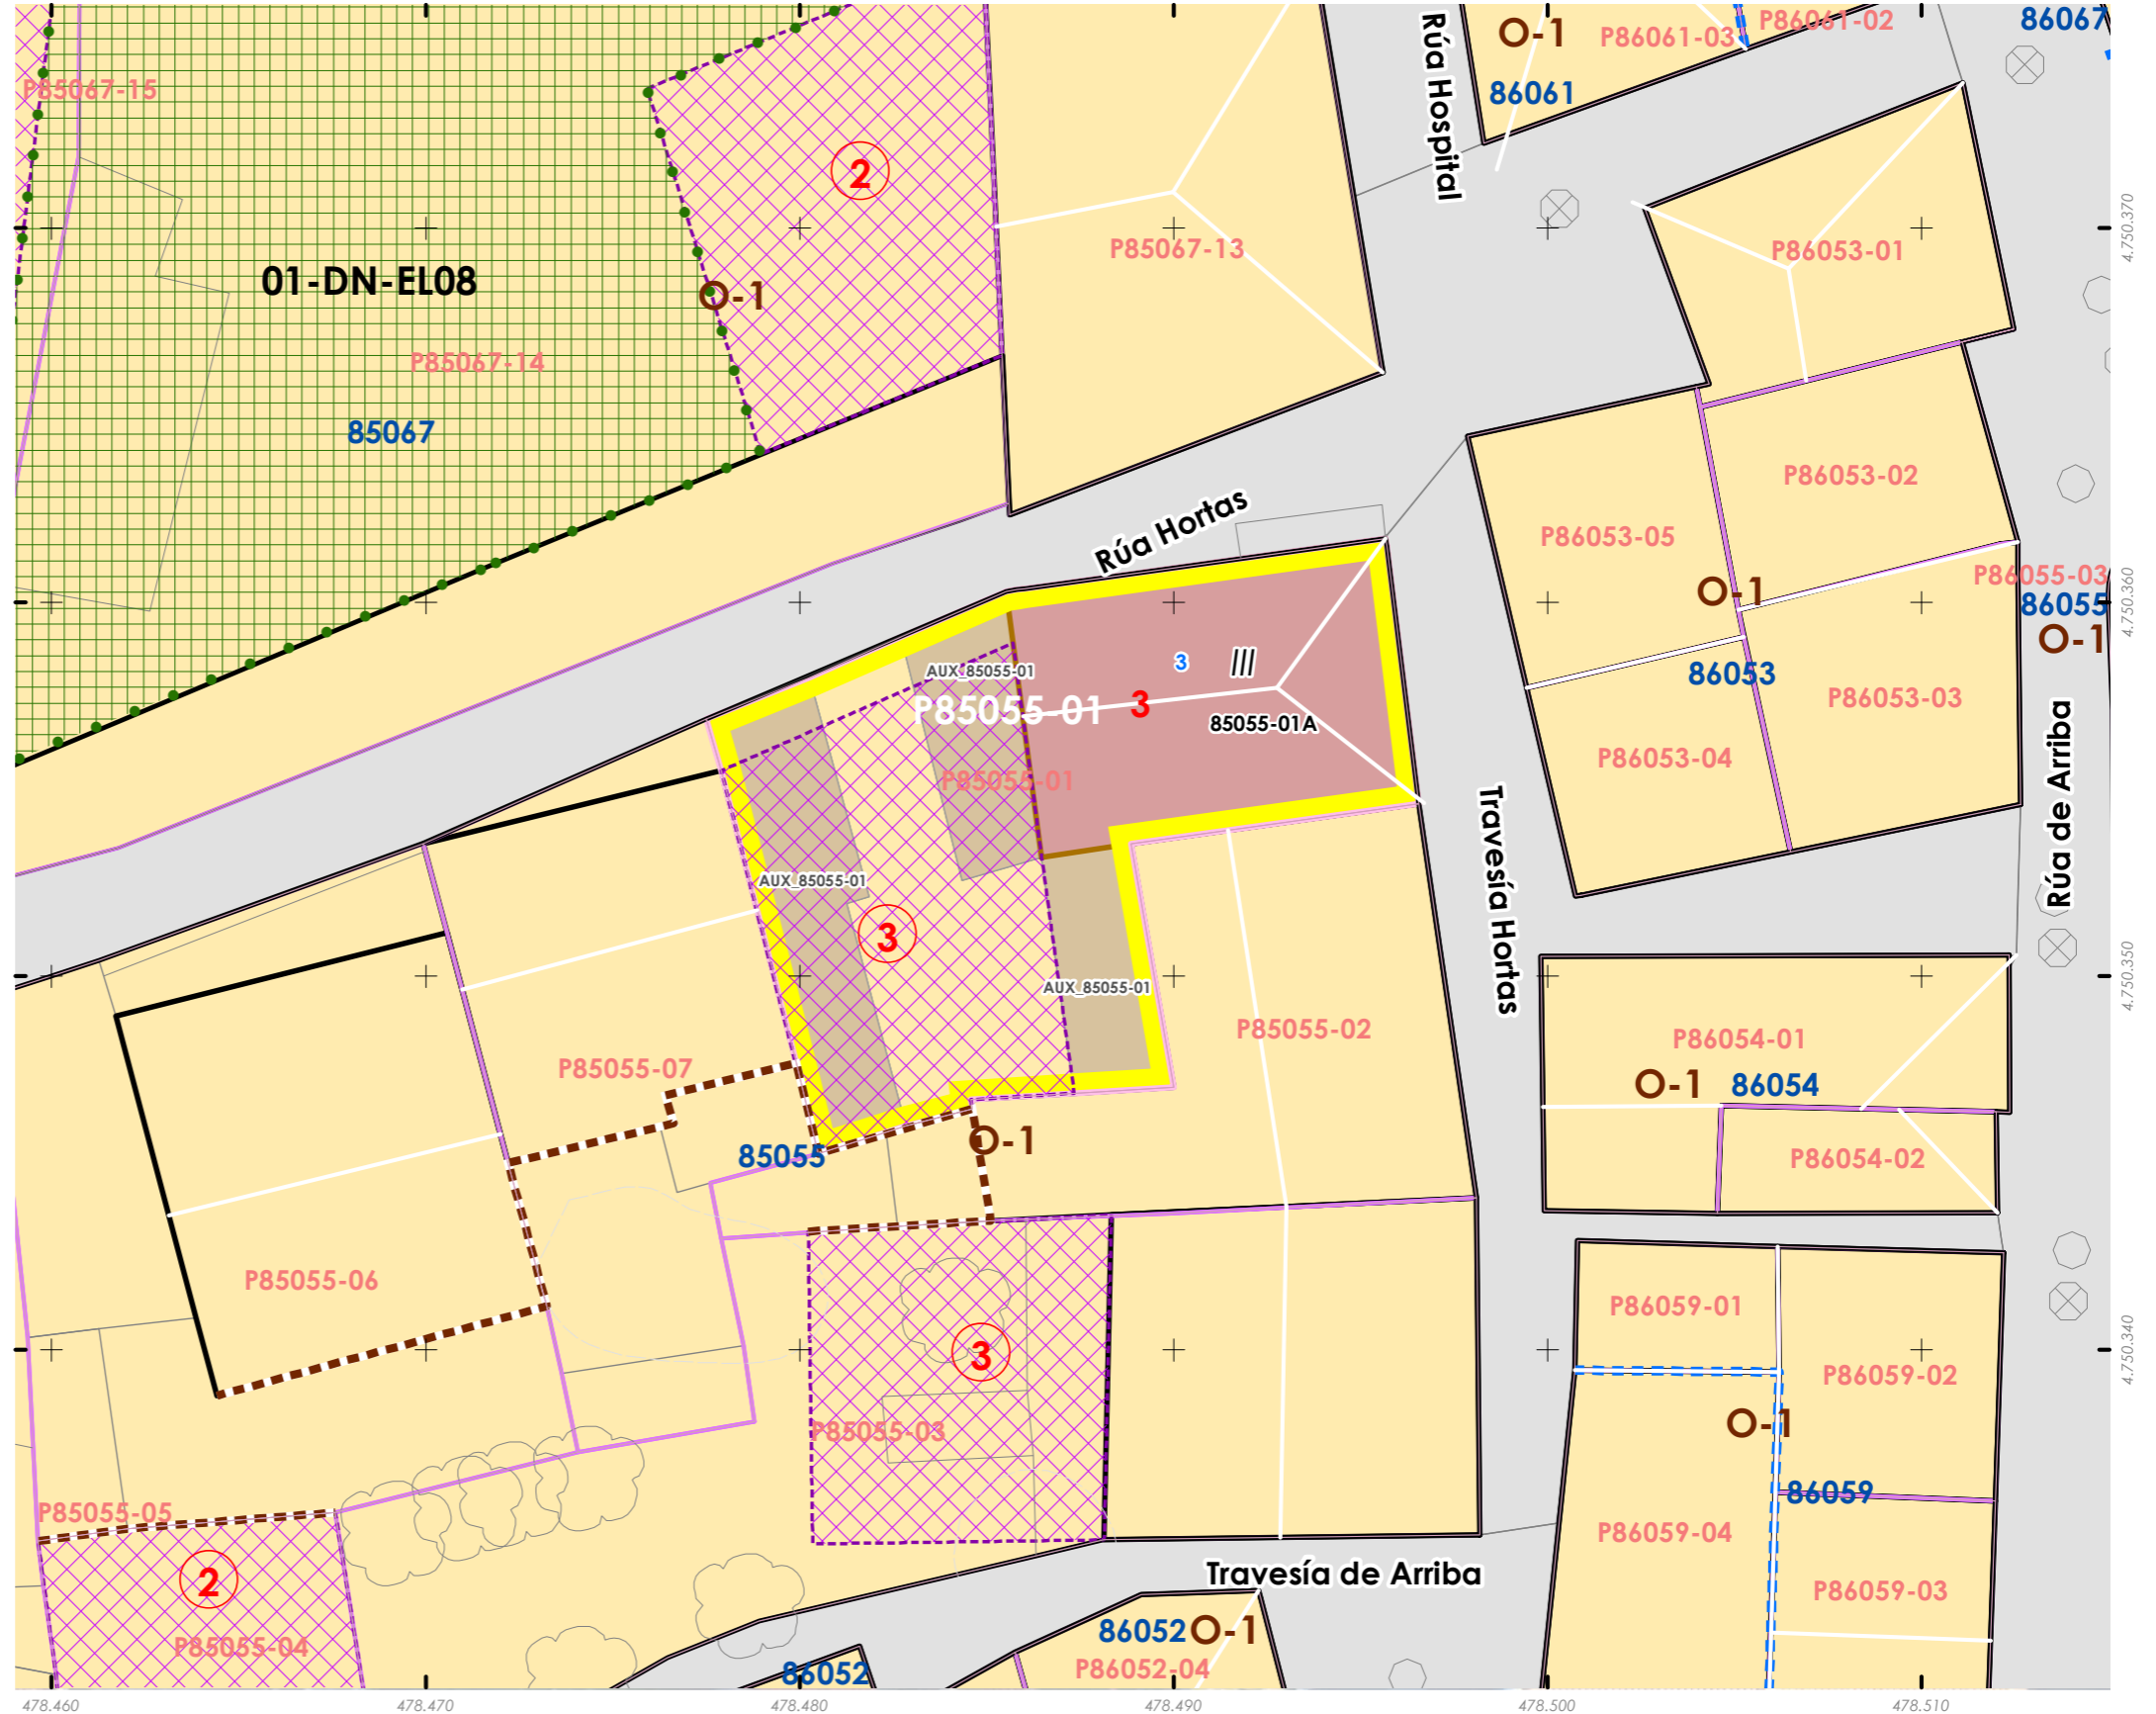 Rúa Hospital
O-1
P86061-03
P86061-02
86067
86061
P85067-15
2
P85067-13
P86053-01
4.750.370
01-DN-EL08
O-1
P85067-14
85067
P86053-02
Rúa Hortas
P86053-05
P86055-03
O-1
86055
4.750.360
O-1
3
III
AUX_85055-01
86053
P86053-03
P85055-01
3
85055-01A
P86053-04
P85055-01
Rúa de Arriba
Travesía Hortas
AUX_85055-01
3
4.750.350
AUX_85055-01
P85055-02
P86054-01
P85055-07
O-1
86054
85055
O-1
P86054-02
P85055-06
P86059-01
3
4.750.340
P86059-02
P85055-03
O-1
86059
P85055-05
P86059-04
2
Travesía de Arriba
P86059-03
P85055-04
86052
O-1
86052
P86052-04
478.460
478.470
478.480
478.490
478.500
478.510